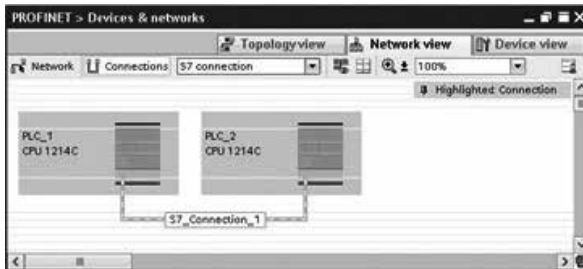 PROFINET > Devices & networks
Topology view Network view Device view
Network Connections S7 connection 100%
Highlighted: Connection
PLC_1 PLC_2
CPU 1214C CPU 1214C
S7_Connection_1